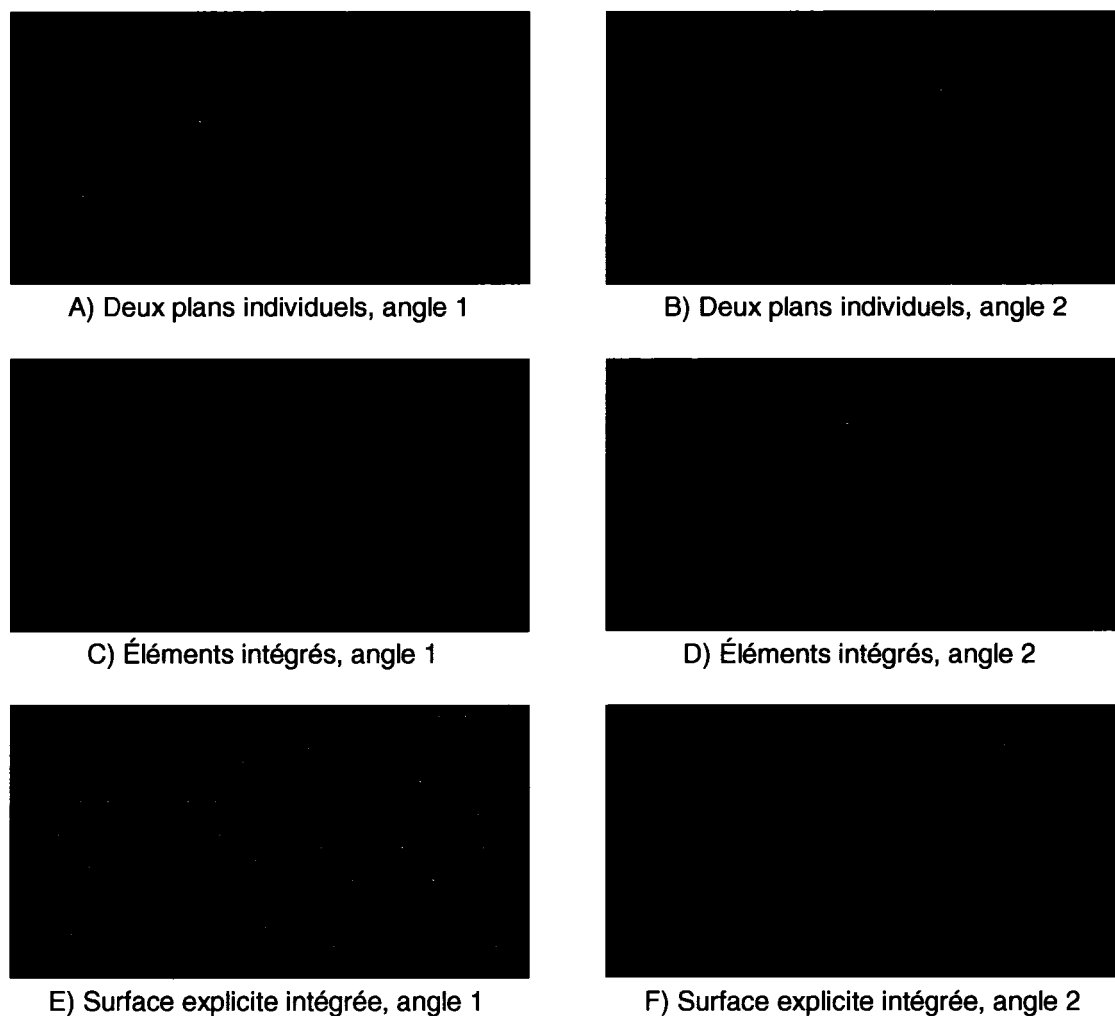 A) Deux plans individuels, angle 1
B) Deux plans individuels, angle 2
C) Éléments intégrés, angle 1
D) Éléments intégrés, angle 2
E) Surface explicite intégrée, angle 1
F) Surface explicite intégrée, angle 2